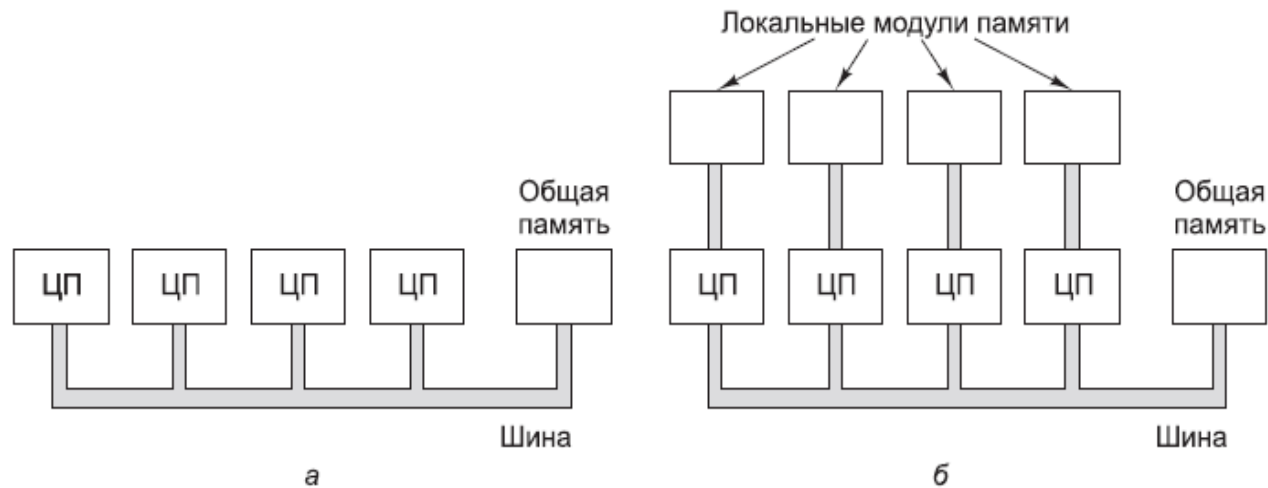 Локальные модули памяти
Общая
память
Общая
память
ЦП ЦП ЦП ЦП
ЦП ЦП ЦП ЦП
Шина
Шина
а
б